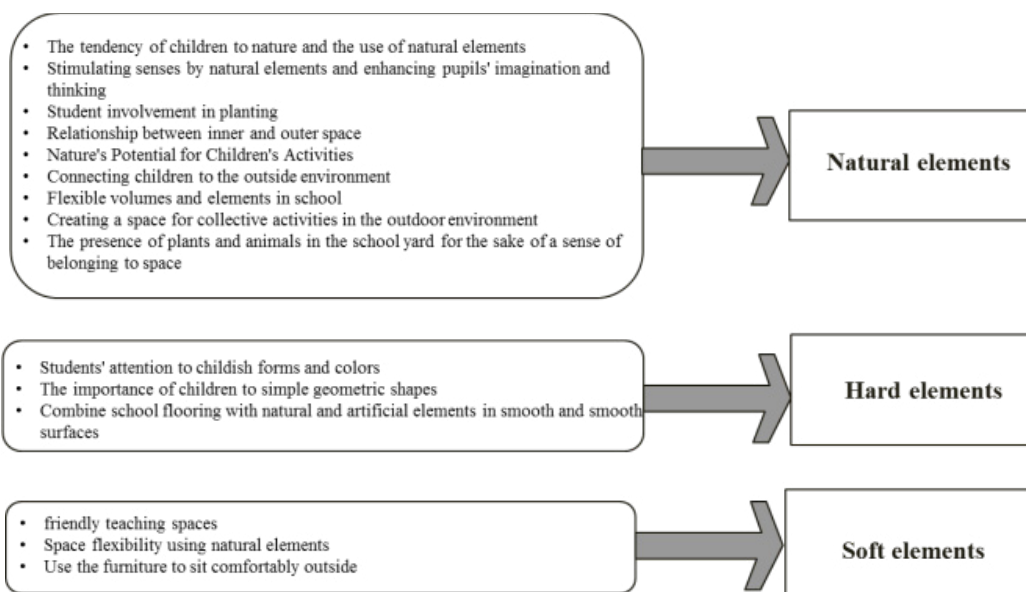 • The tendency of children to nature and the use of natural elements
• Stimulating senses by natural elements and enhancing pupils' imagination and
thinking
• Student involvement in planting
• Relationship between inner and outer space
• Nature's Potential for Children's Activities
• Connecting children to the outside environment
• Flexible volumes and elements in school
• Creating a space for collective activities in the outdoor environment
• The presence of plants and animals in the school yard for the sake of a sense of
belonging to space
Natural elements
• Students' attention to childish forms and colors
• The importance of children to simple geometric shapes
• Combine school flooring with natural and artificial elements in smooth and smooth
surfaces
Hard elements
• friendly teaching spaces
• Space flexibility using natural elements
• Use the furniture to sit comfortably outside
Soft elements